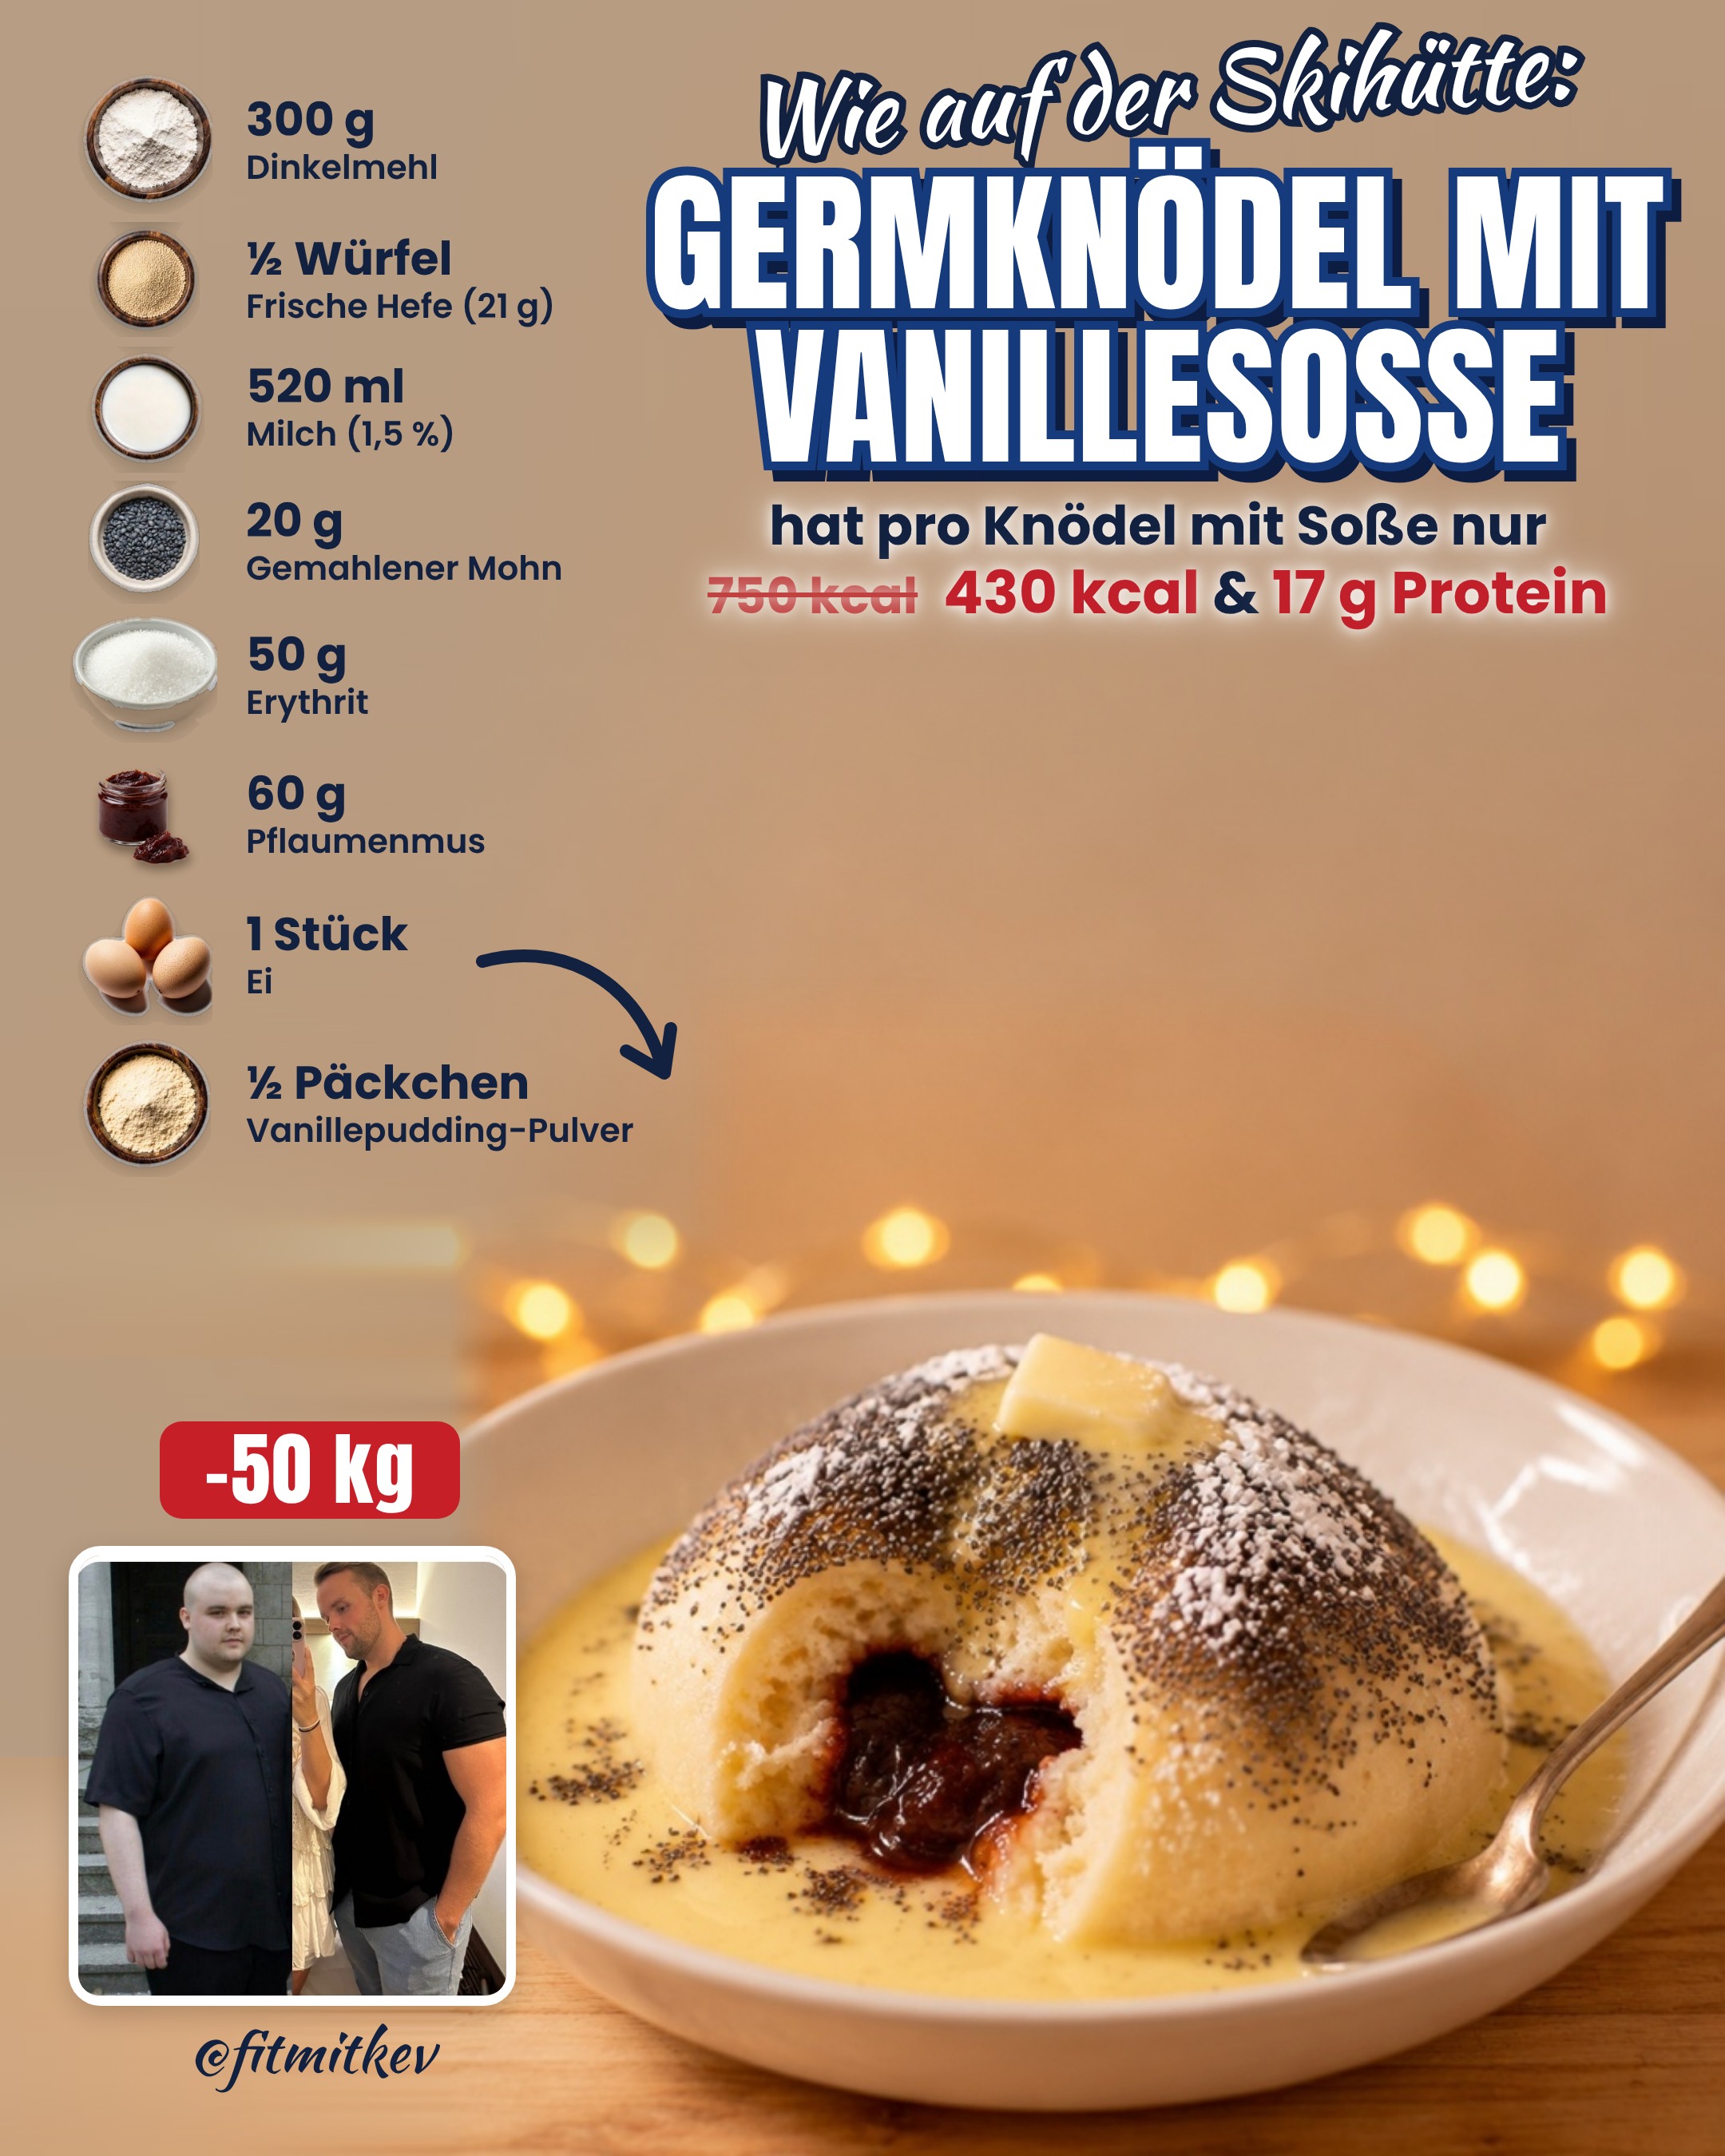 Wie auf der Skihütte:
GERMKNÖDEL MIT
VANILLESOSSE
hat pro Knödel mit Soße nur
750 kcal 430 kcal & 17 g Protein
300 g
Dinkelmehl
½ Würfel
Frische Hefe (21 g)
520 ml
Milch (1,5 %)
20 g
Gemahlener Mohn
50 g
Erythrit
60 g
Pflaumenmus
1 Stück
Ei
½ Päckchen
Vanillepudding-Pulver
-50 kg
@fitmitkev